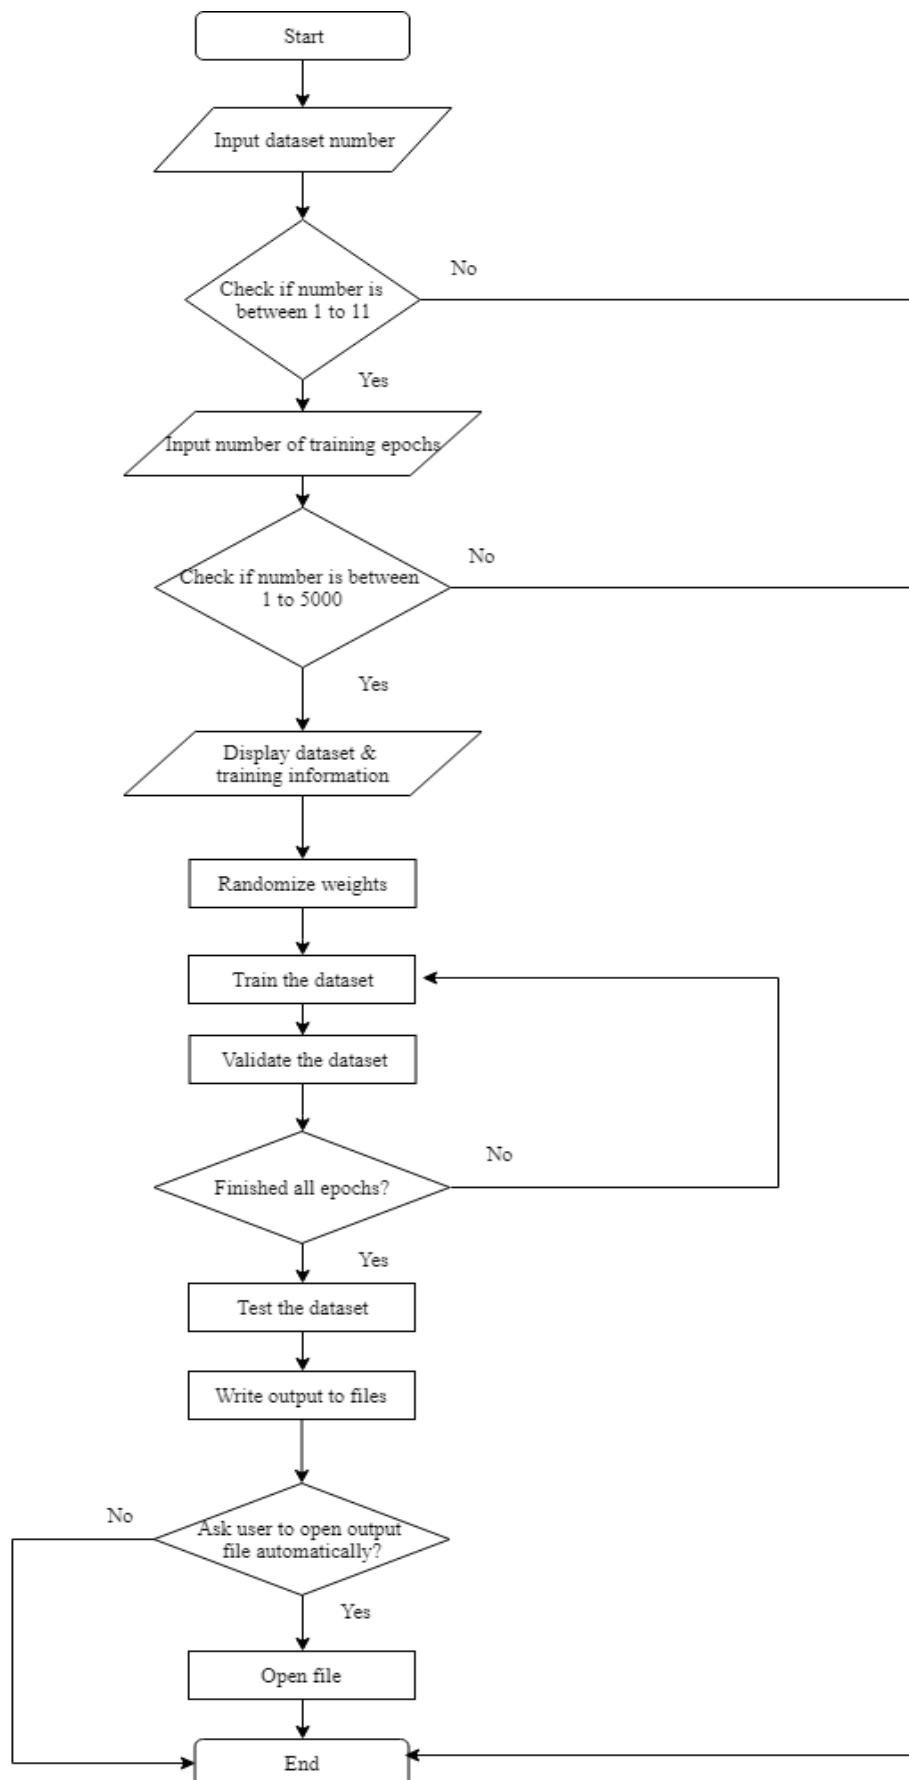 Start
Input dataset number
No
Check if number is
between 1 to 11
Yes
Input number of training epochs
No
Check if number is between
1 to 5000
Yes
Display dataset &
training information
Randomize weights
Train the dataset
Validate the dataset
No
Finished all epochs?
Yes
Test the dataset
Write output to files
No
Ask user to open output
file automatically?
Yes
Open file
End